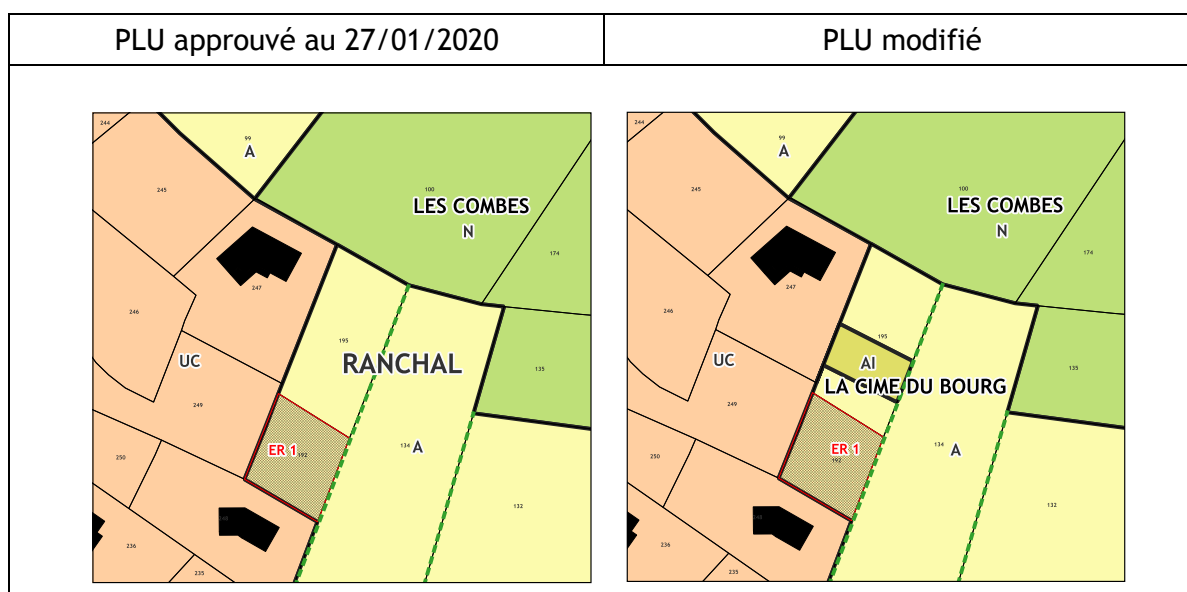 PLU approuvé au 27/01/2020
PLU modifié
244
99
A
245
100
LES COMBES
N
174
247
246
195
RANCHAL
UC
135
249
ER 1
134
A
192
250
132
236
235
244
99
A
245
100
LES COMBES
N
174
247
246
195
UC
AI
135
LA CIME DU BOURG
249
ER 1
134
A
192
250
132
236
235